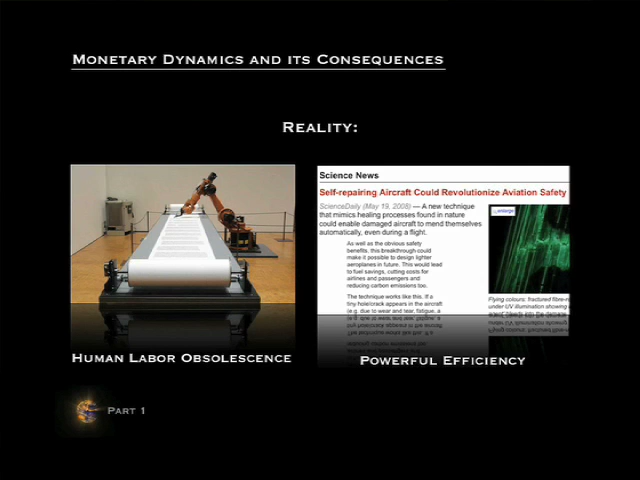 Monetary Dynamics and its Consequences
Reality:
Science News
Self-repairing Aircraft Could Revolutionize Aviation Safety
ScienceDaily (May 19, 2008) — A new technique
that mimics healing processes found in nature
could enable damaged aircraft to mend themselves
automatically, even during a flight.
enlarge
As well as the obvious safety
benefits, this breakthrough could
make it possible to design lighter
aeroplanes in future. This would lead
to fuel savings, cutting costs for
airlines and passengers and
reducing carbon emissions too.
The technique works like this. If a
tiny hole/crack appears in the aircraft
(e.g. due to wear and tear, fatigue, a
Flying colours: fractured fibre-r
under UV illumination showing
Human Labor Obsolescence
Powerful Efficiency
Part 1